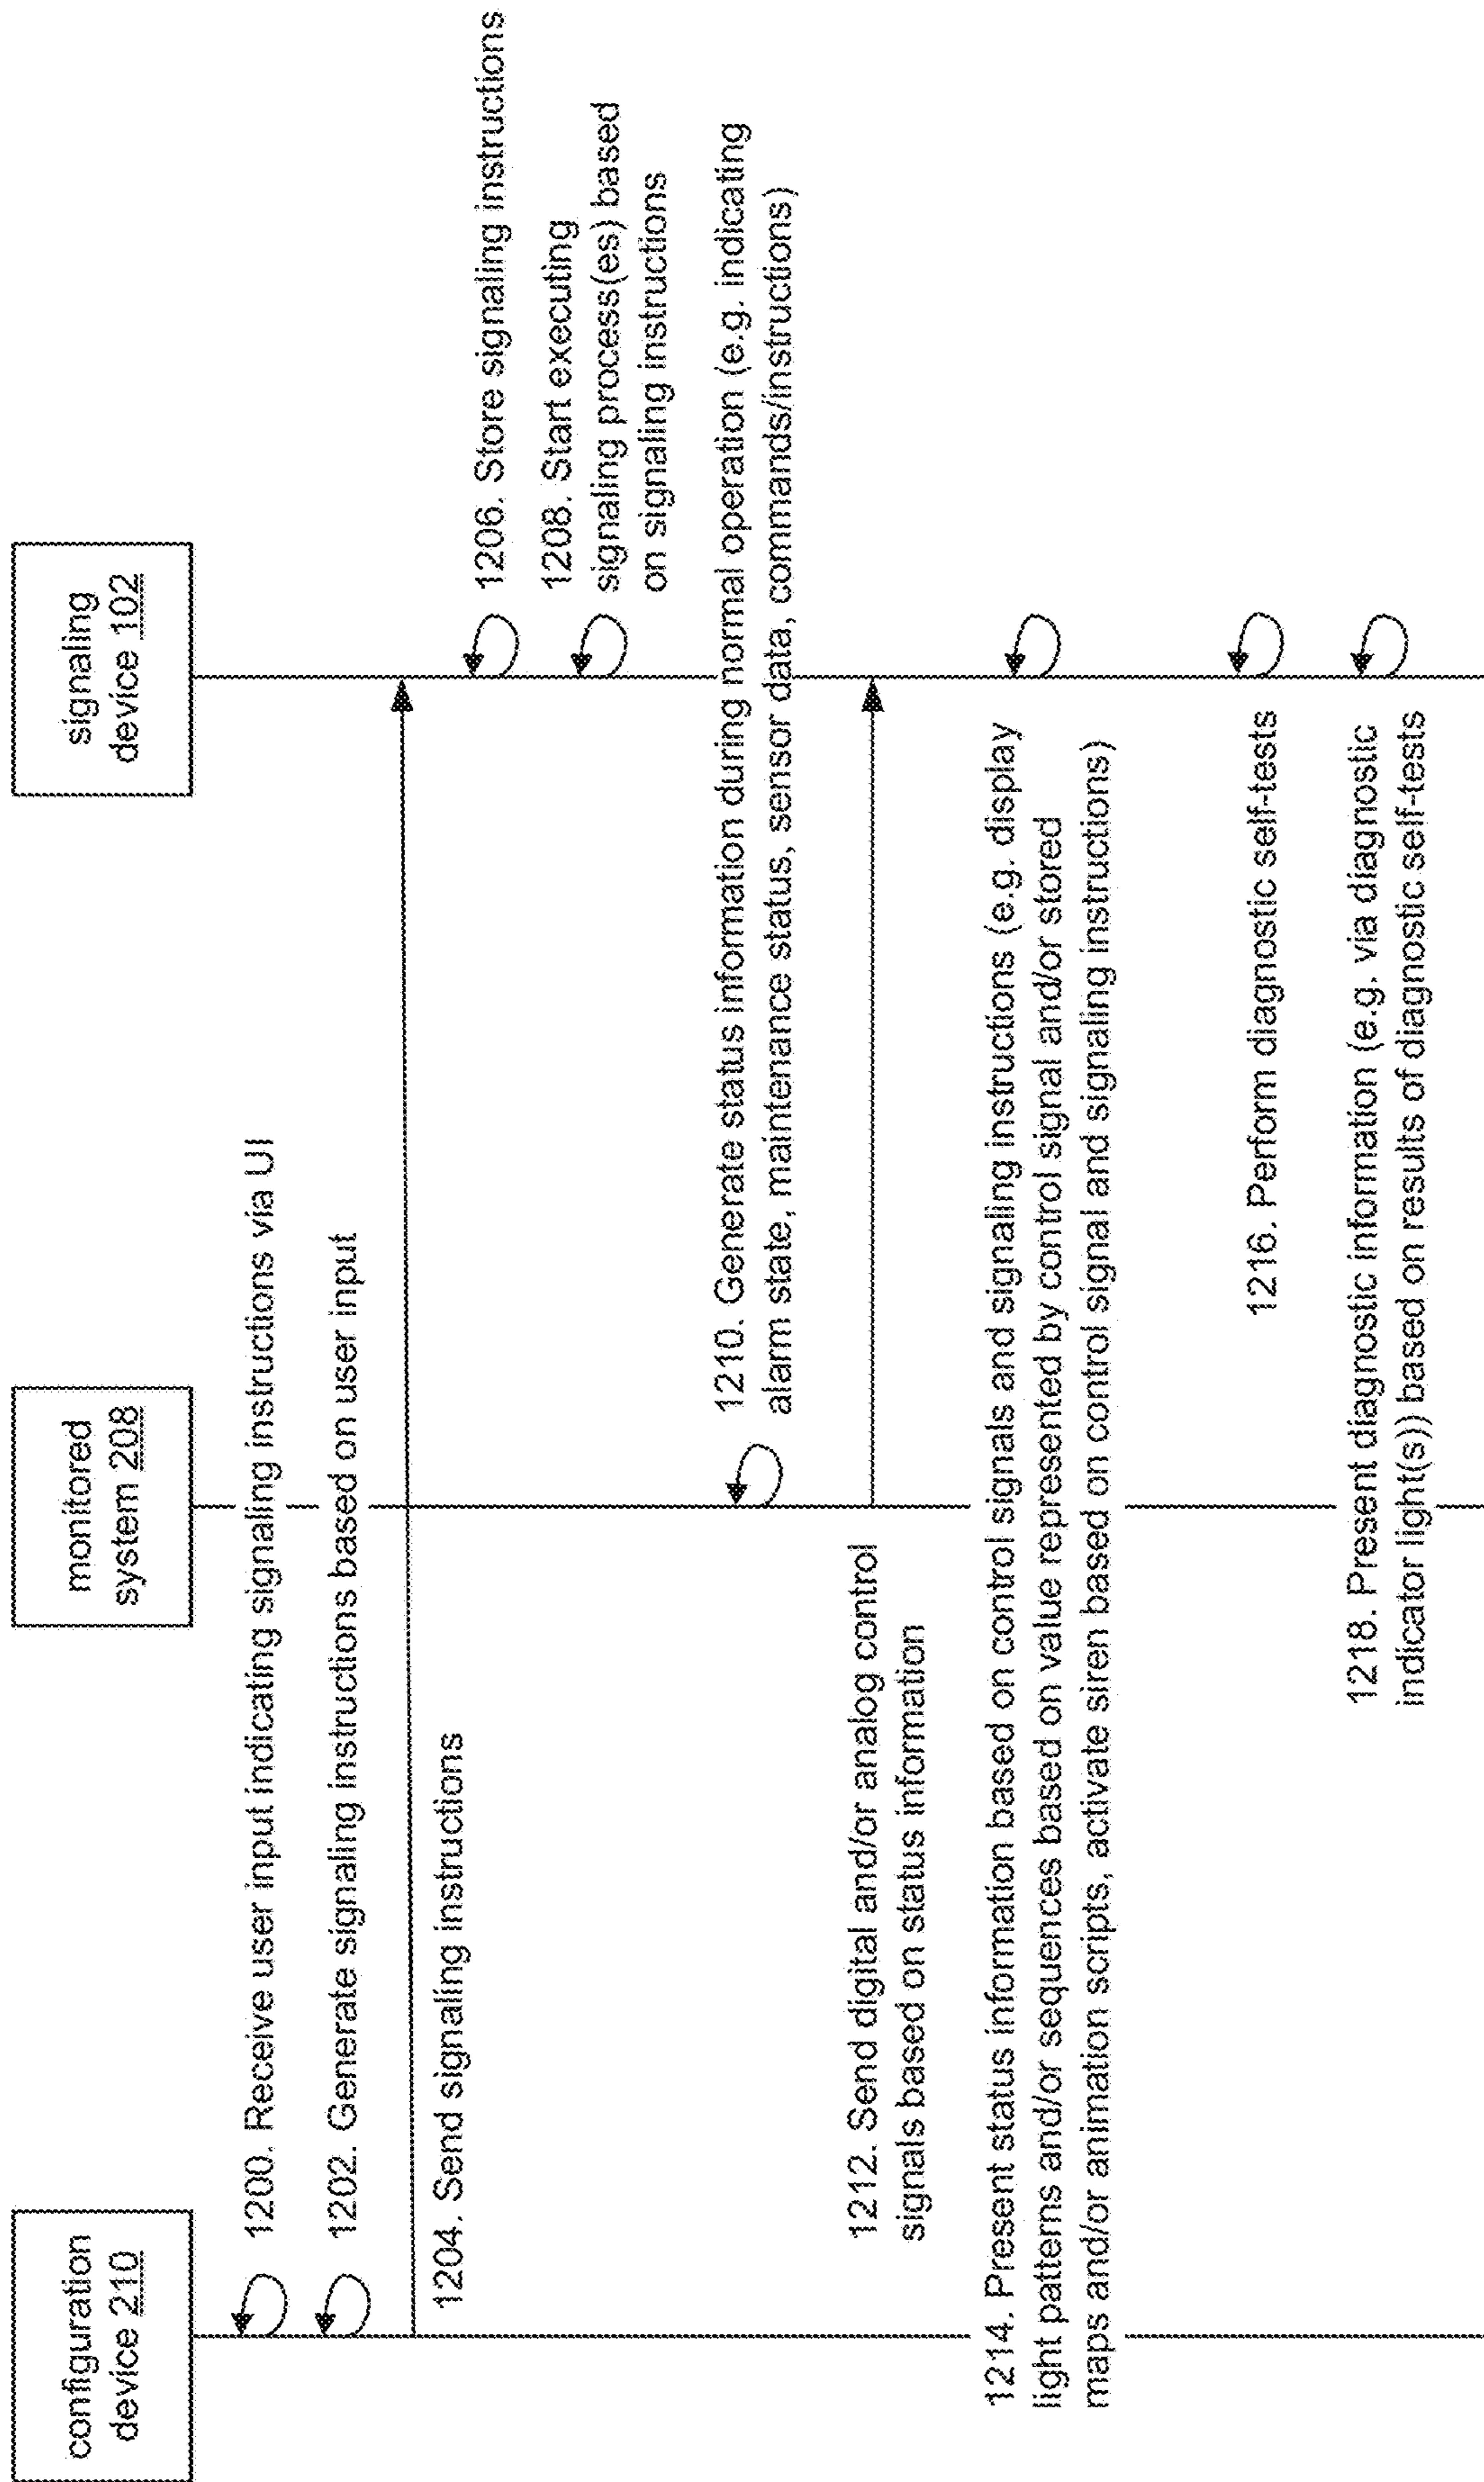 configuration
device 210
monitored
system 208
signaling
device 102
1200. Receive user input indicating signaling instructions via UI
1202. Generate signaling instructions based on user input
1204. Send signaling instructions
1206. Store signaling instructions
1208. Start executing
signaling process(es) based
on signaling instructions
1210. Generate status information during normal operation (e.g. indicating
alarm state, maintenance status, sensor data, commands/instructions)
1212. Send digital and/or analog control
signals based on status information
1214. Present status information based on control signals and signaling instructions (e.g. display
light patterns and/or sequences based on value represented by control signal and/or stored
maps and/or animation scripts, activate siren based on control signal and signaling instructions)
1216. Perform diagnostic self-tests
1218. Present diagnostic information (e.g. via diagnostic
indicator light(s)) based on results of diagnostic self-tests